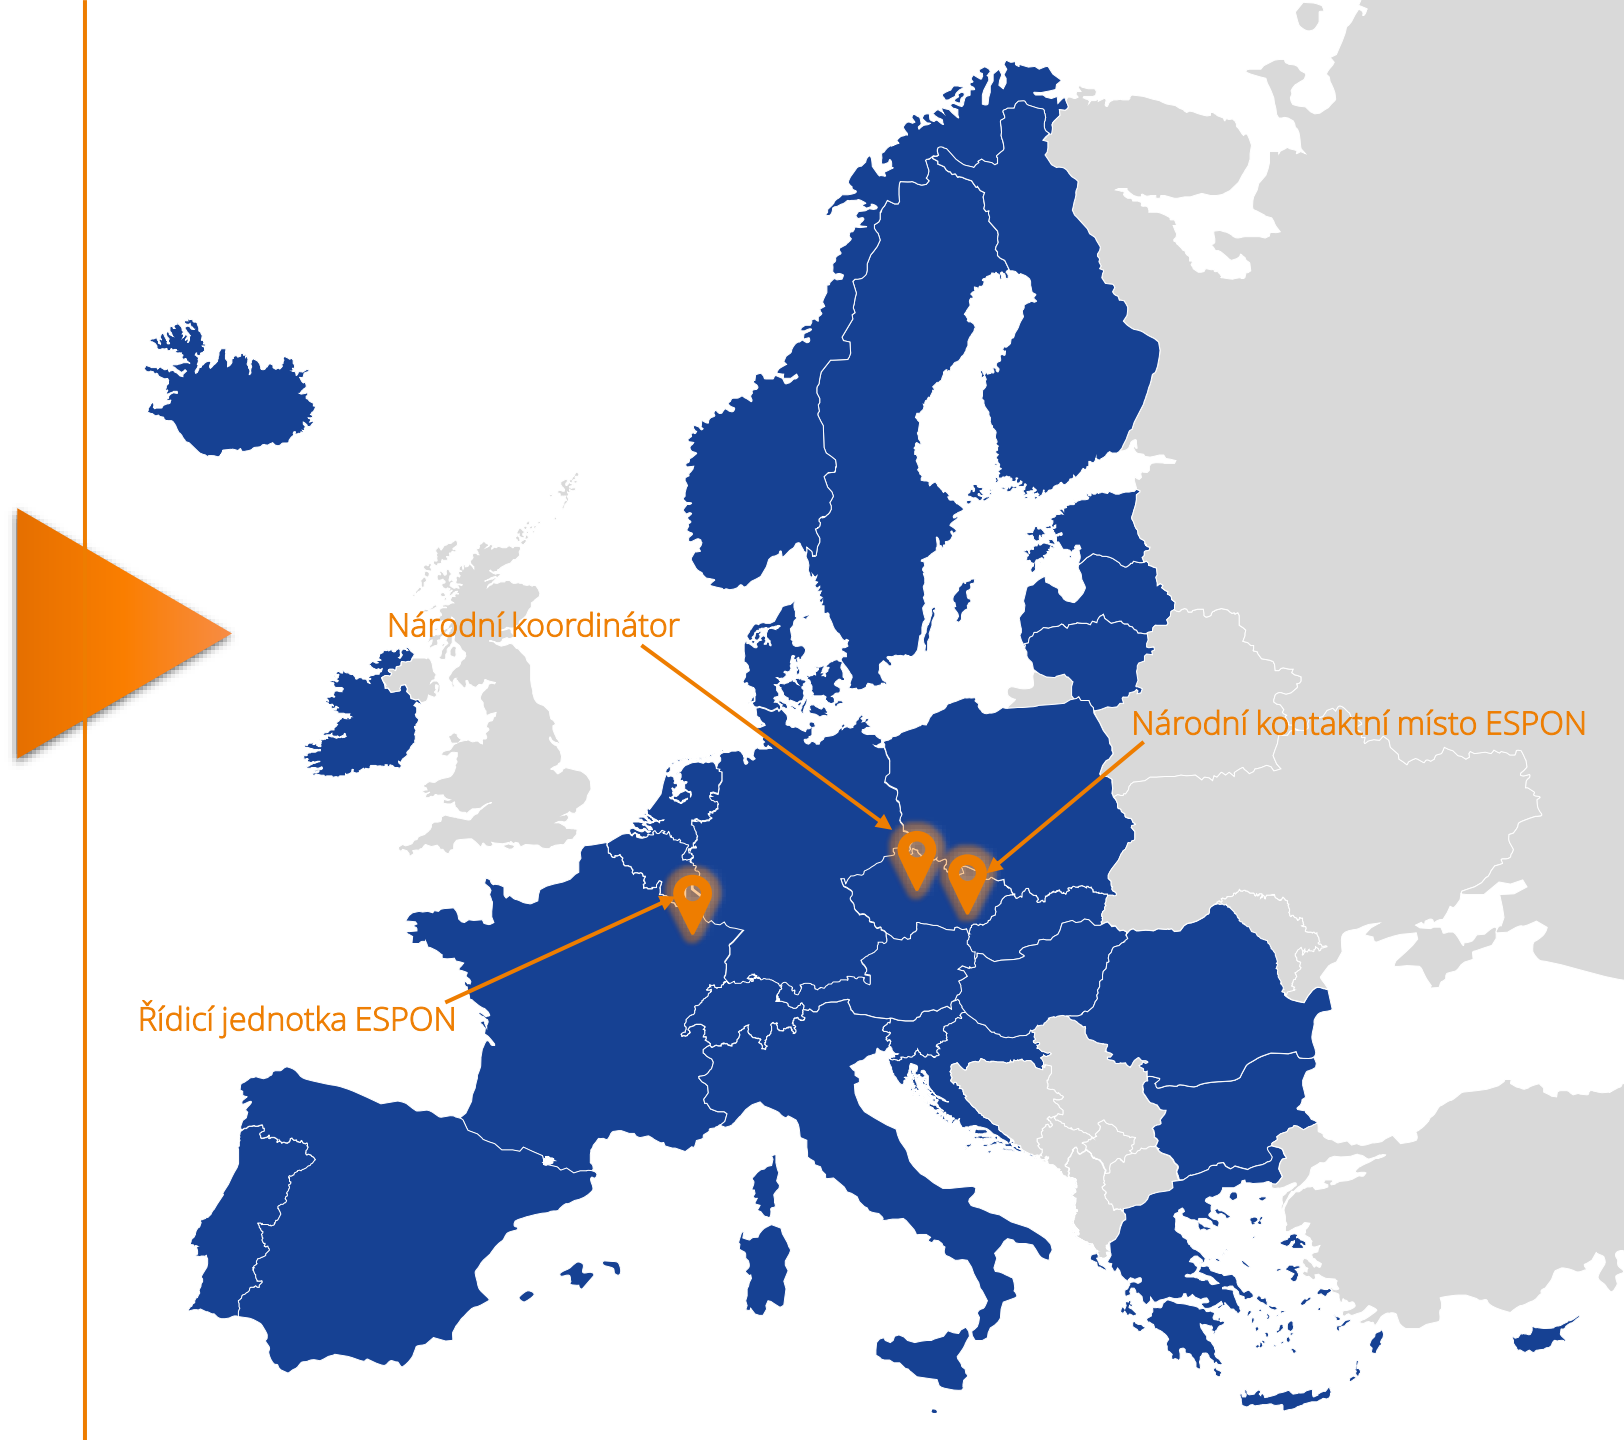 Národní koordinátor
Národní kontaktní místo ESPON
Řídicí jednotka ESPON